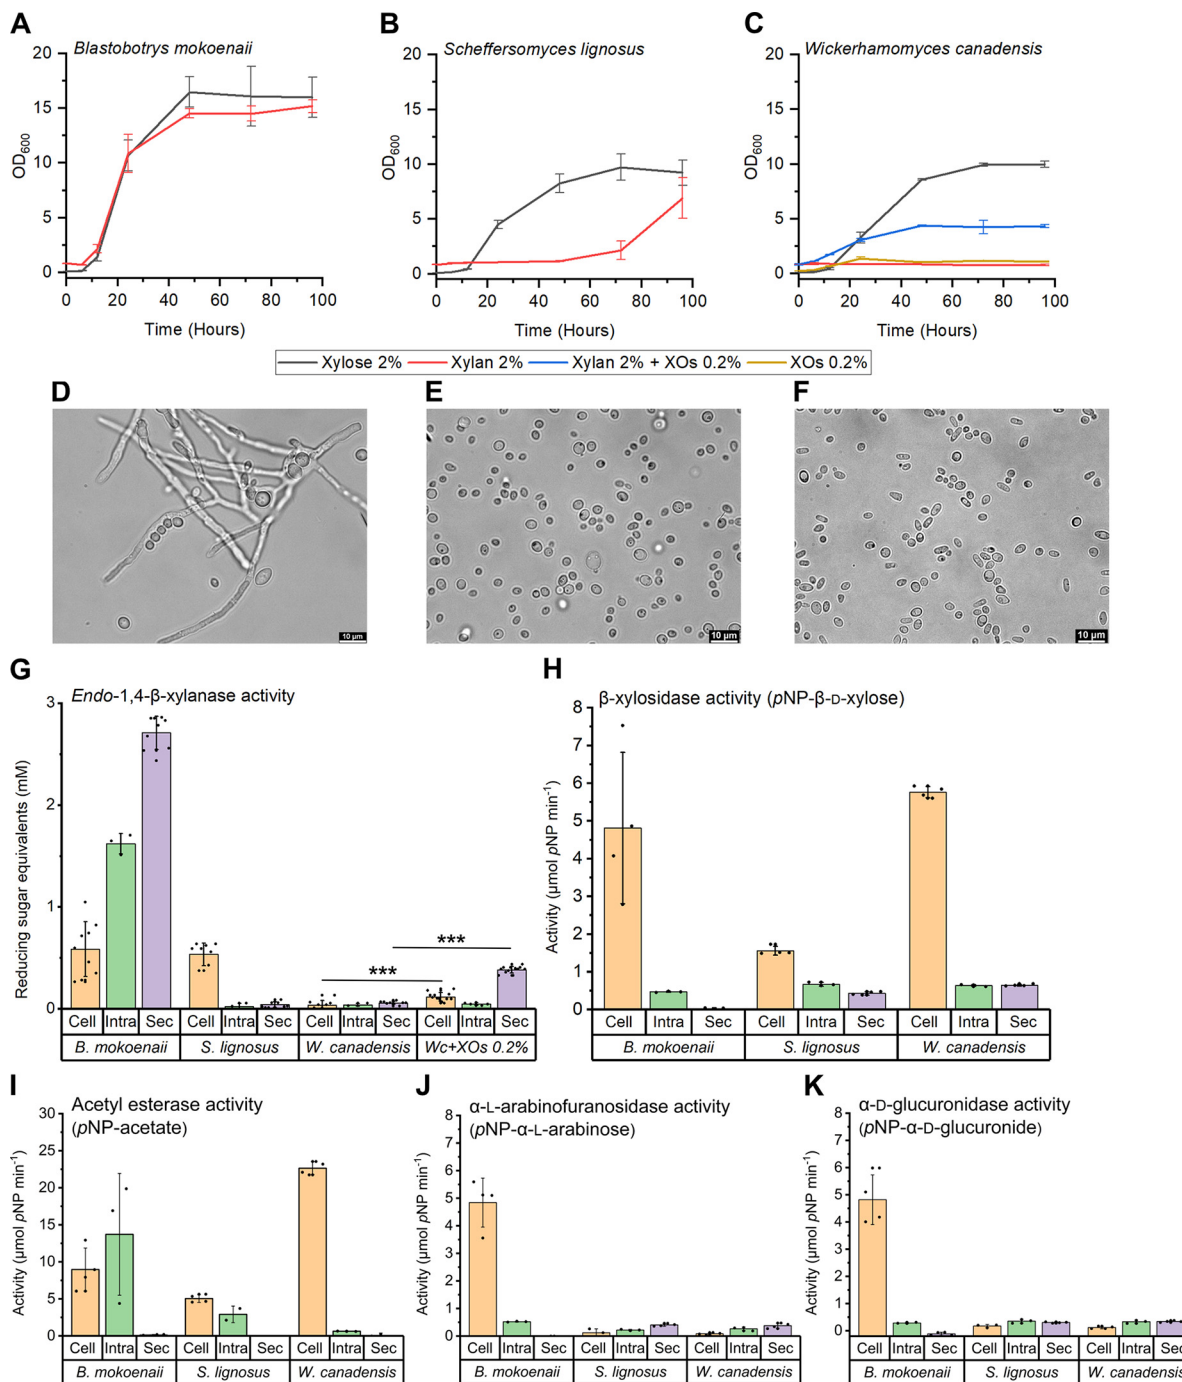 A
Blastobotrys mokoenaii
20
15
10
5
0
OD600
0
20
40
60
80
100
Time (Hours)
B
Scheffersomyces lignosus
20
15
10
5
0
OD600
0
20
40
60
80
100
Time (Hours)
C
Wickerhamomyces canadensis
20
15
10
5
0
OD600
0
20
40
60
80
100
Time (Hours)
Xylose 2% Xylan 2% Xylan 2% + XOs 0.2% XOs 0.2%
D
10 µm
E
10 µm
F
10 µm
G
Endo-1,4-β-xylanase activity
3
2
1
0
Reducing sugar equivalents (mM)
***
***
Cell Intra Sec Cell Intra Sec Cell Intra Sec Cell Intra Sec
B. mokoenaii S. lignosus W. canadensis Wc+XOs 0.2%
H
β-xylosidase activity (pNP-β-D-xylose)
8
7
6
5
4
3
2
1
0
Activity (µmol pNP min⁻¹)
Cell Intra Sec Cell Intra Sec Cell Intra Sec
B. mokoenaii S. lignosus W. canadensis
I
Acetyl esterase activity
(pNP-acetate)
30
25
20
15
10
5
0
Activity (µmol pNP min⁻¹)
Cell Intra Sec Cell Intra Sec Cell Intra Sec
B. mokoenaii S. lignosus W. canadensis
J
α-L-arabinofuranosidase activity
(pNP-α-L-arabinose)
8
7
6
5
4
3
2
1
0
Activity (µmol pNP min⁻¹)
Cell Intra Sec Cell Intra Sec Cell Intra Sec
B. mokoenaii S. lignosus W. canadensis
K
α-D-glucuronidase activity
(pNP-α-D-glucuronide)
8
7
6
5
4
3
2
1
0
Activity (µmol pNP min⁻¹)
Cell Intra Sec Cell Intra Sec Cell Intra Sec
B. mokoenaii S. lignosus W. canadensis